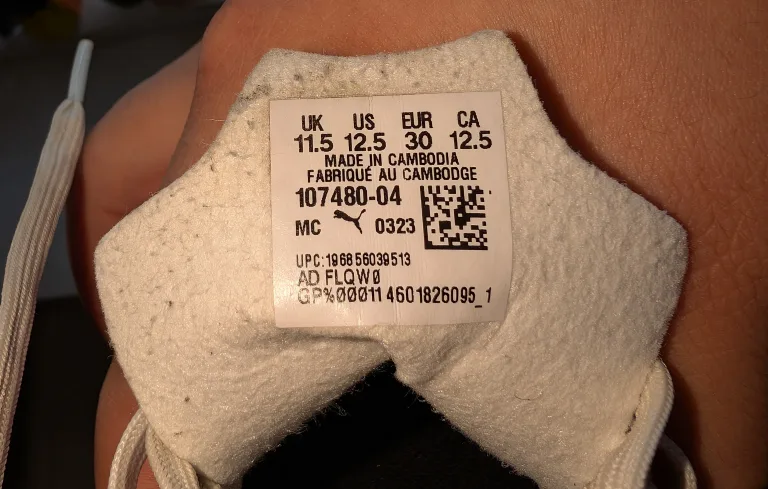 UK US EUR CA
11.5 12.5 30 12.5
MADE IN CAMBODIA
FABRIQUÉ AU CAMBODGE
107480-04
MC 0323
UPC:196856039513
AD FLQW0
GP%00011 4601826095_1